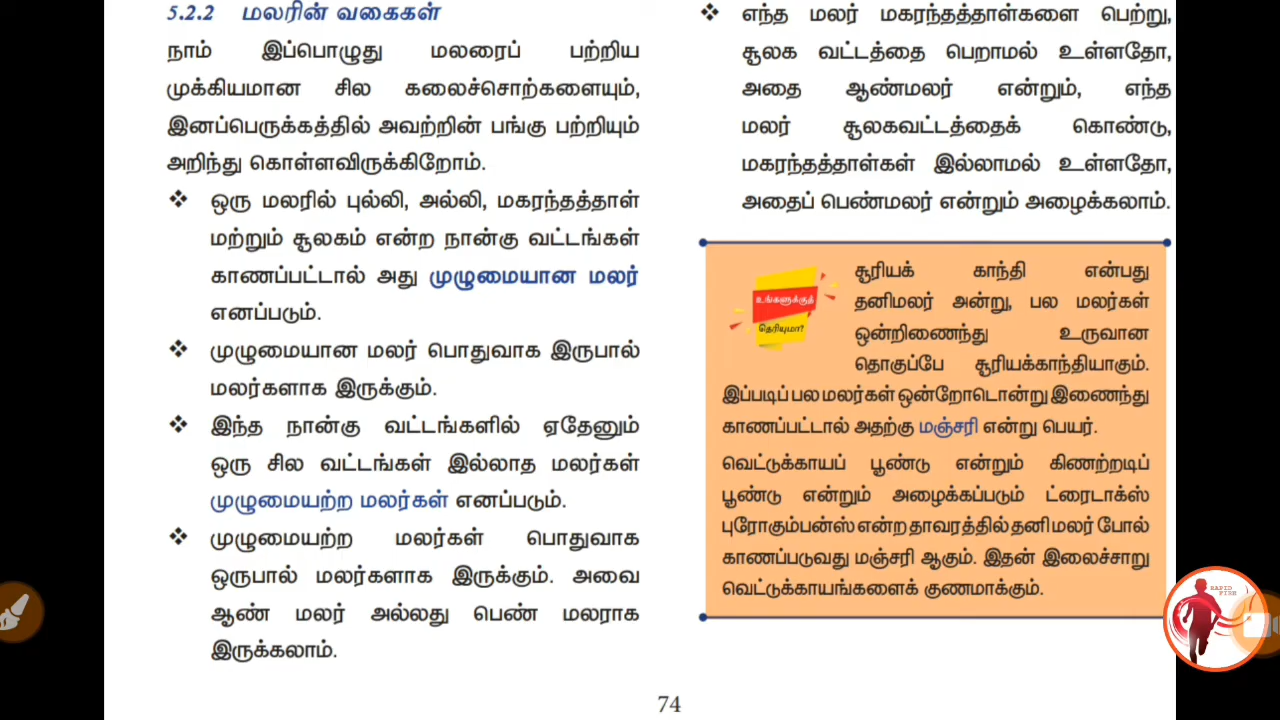 5.2.2 மலரின் வகைகள்
நாம் இப்பொழுது மலரைப் பற்றிய
முக்கியமான சில கலைச்சொற்களையும்,
இனப்பெருக்கத்தில் அவற்றின் பங்கு பற்றியும்
அறிந்து கொள்ளவிருக்கிறோம்.
❖ ஒரு மலரில் புல்லி, அல்லி, மகரந்தத்தாள்
மற்றும் சூலகம் என்ற நான்கு வட்டங்கள்
காணப்பட்டால் அது முழுமையான மலர்
எனப்படும்.
❖ முழுமையான மலர் பொதுவாக இருபால்
மலர்களாக இருக்கும்.
❖ இந்த நான்கு வட்டங்களில் ஏதேனும்
ஒரு சில வட்டங்கள் இல்லாத மலர்கள்
முழுமையற்ற மலர்கள் எனப்படும்.
❖ முழுமையற்ற மலர்கள் பொதுவாக
ஒருபால் மலர்களாக இருக்கும். அவை
ஆண் மலர் அல்லது பெண் மலராக
இருக்கலாம்.
❖ எந்த மலர் மகரந்தத்தாள்களை பெற்று,
சூலக வட்டத்தை பெறாமல் உள்ளதோ,
அதை ஆண்மலர் என்றும், எந்த
மலர் சூலகவட்டத்தைக் கொண்டு,
மகரந்தத்தாள்கள் இல்லாமல் உள்ளதோ,
அதைப் பெண்மலர் என்றும் அழைக்கலாம்.
உங்களுக்குத்
தெரியுமா?
சூரியக் காந்தி என்பது
தனிமலர் அன்று, பல மலர்கள்
ஒன்றிணைந்து உருவான
தொகுப்பே சூரியக்காந்தியாகும்.
இப்படிப் பல மலர்கள் ஒன்றோடொன்று இணைந்து
காணப்பட்டால் அதற்கு மஞ்சரி என்று பெயர்.
வெட்டுக்காயப் பூண்டு என்றும் கிணற்றடிப்
பூண்டு என்றும் அழைக்கப்படும் ட்ரைடாக்ஸ்
புரோகும்பன்ஸ் என்ற தாவரத்தில் தனி மலர் போல்
காணப்படுவது மஞ்சரி ஆகும். இதன் இலைச்சாறு
வெட்டுக்காயங்களைக் குணமாக்கும்.
RAPID
FIRE
74